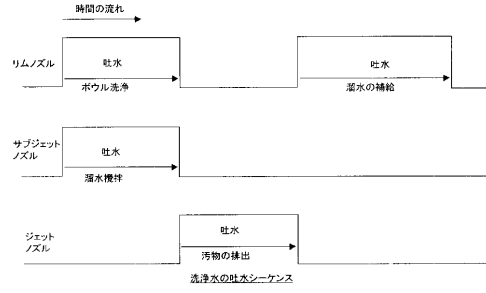 時間の流れ
リムノズル
吐水
ボウル洗浄
吐水
溜水の補給
サブジェット
ノズル
吐水
溜水攪拌
ジェット
ノズル
吐水
汚物の排出
洗浄水の吐水シーケンス